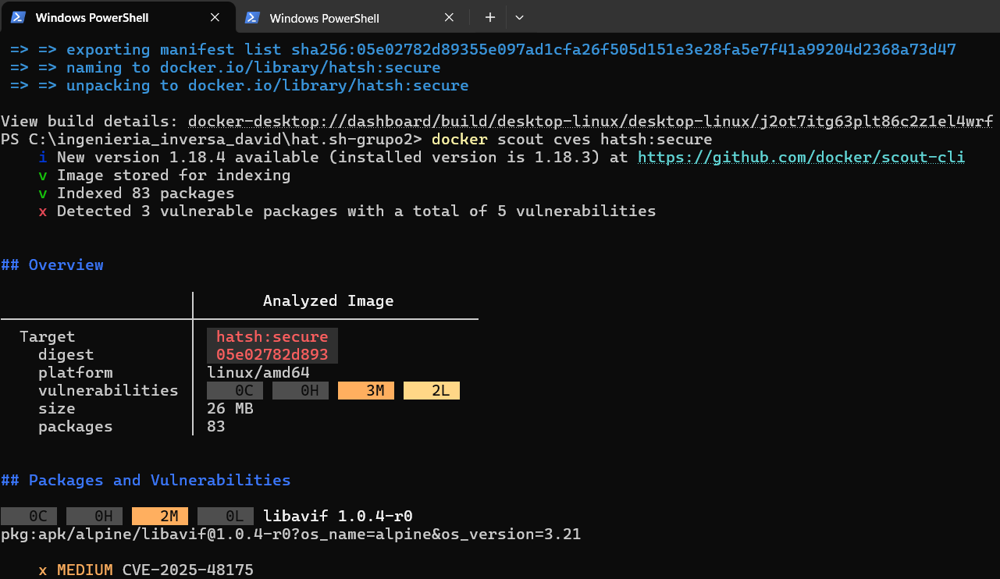 Windows PowerShell
Windows PowerShell
=> => exporting manifest list sha256:05e02782d89355e097ad1cfa26f505d151e3e28fa5e7f41a99204d2368a73d47
=> => naming to docker.io/library/hatsh:secure
=> => unpacking to docker.io/library/hatsh:secure
View build details: docker-desktop://dashboard/build/desktop-linux/desktop-linux/j2ot7itg63plt86c2z1el4wrf
PS C:\ingenieria_inversa_david\hat.sh-grupo2> docker scout cves hatsh:secure
i New version 1.18.4 available (installed version is 1.18.3) at https://github.com/docker/scout-cli
v Image stored for indexing
v Indexed 83 packages
x Detected 3 vulnerable packages with a total of 5 vulnerabilities
## Overview
Analyzed Image
Target hatsh:secure
digest 05e02782d893
platform linux/amd64
vulnerabilities 0C 0H 3M 2L
size 26 MB
packages 83
## Packages and Vulnerabilities
0C 0H 2M 0L libavif 1.0.4-r0
pkg:apk/alpine/libavif@1.0.4-r0?os_name=alpine&os_version=3.21
x MEDIUM CVE-2025-48175